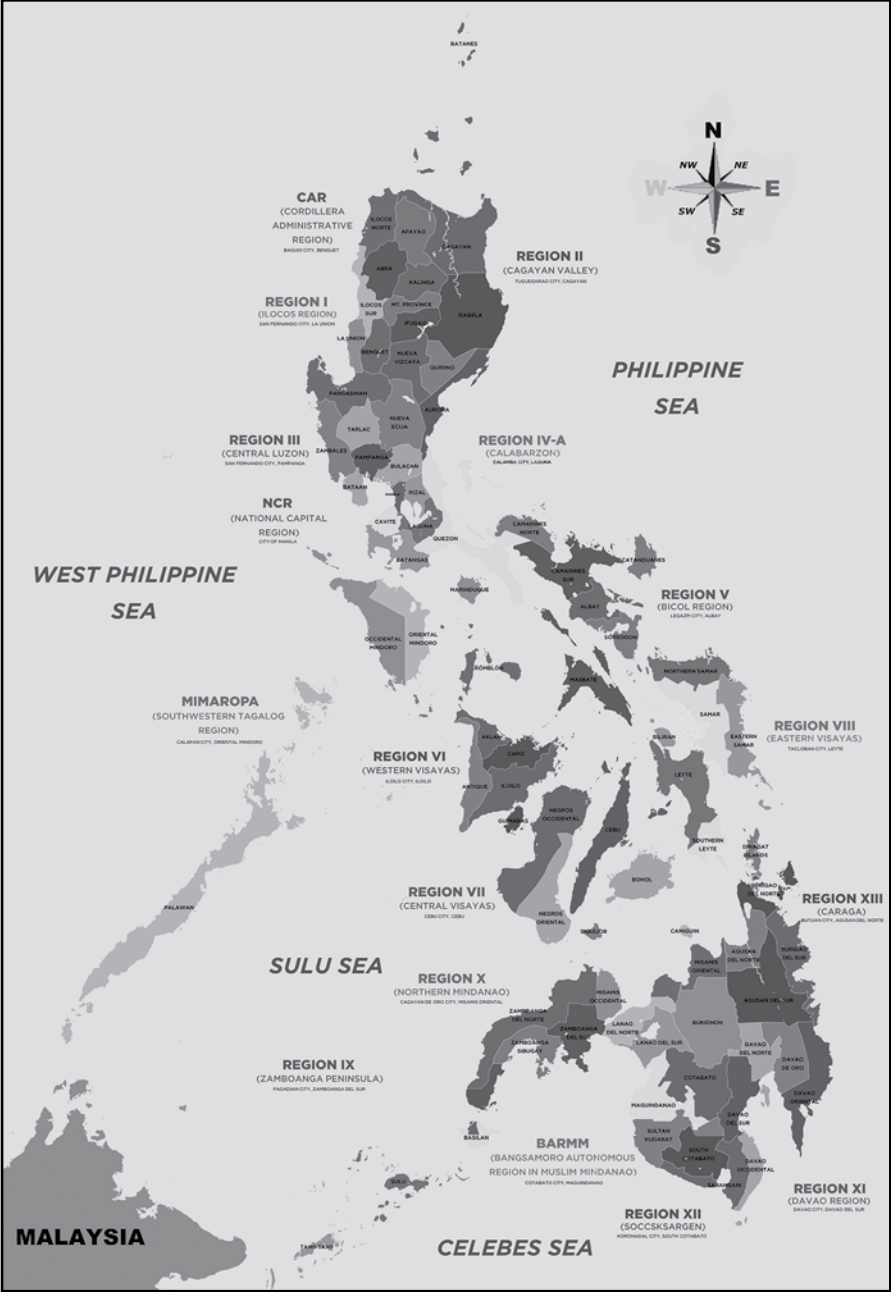 BATANES
N
NW
NE
W
E
SW
SE
S
CAR
(CORDILLERA
ADMINISTRATIVE
REGION)
BAGUIO CITY, BENGUET
ILOCOS
NORTE
APAYAO
CAGAYAN
REGION II
(CAGAYAN VALLEY)
TUGUEGARAO CITY, CAGAYAN
ABRA
KALINGA
REGION I
(ILOCOS REGION)
SAN FERNANDO CITY, LA UNION
ILOCOS
SUR
MT. PROVINCE
IFUGAO
ISABELA
LA UNION
BENGUET
NUEVA
VIZCAYA
QUIRINO
PHILIPPINE
SEA
PANGASINAN
AURORA
NUEVA
ECIJA
TARLAC
REGION III
(CENTRAL LUZON)
SAN FERNANDO CITY, PAMPANGA
ZAMBALES
PAMPANGA
BULACAN
REGION IV-A
(CALABARZON)
CALAMBA CITY, LAGUNA
BATAAN
RIZAL
NCR
(NATIONAL CAPITAL
REGION)
CITY OF MANILA
CAVITE
LAGUNA
QUEZON
BATANGAS
CAMARINES
NORTE
CATANDUANES
CAMARINES
SUR
WEST PHILIPPINE
SEA
MARINDUQUE
ALBAY
REGION V
(BICOL REGION)
LEGAZPI CITY, ALBAY
SORSOGON
OCCIDENTAL
MINDORO
ORIENTAL
MINDORO
ROMBLON
MASBATE
NORTHERN SAMAR
MIMAROPA
(SOUTHWESTERN TAGALOG
REGION)
CALAPAN CITY, ORIENTAL MINDORO
SAMAR
REGION VIII
(EASTERN VISAYAS)
TACLOBAN CITY, LEYTE
BILIRAN
EASTERN
SAMAR
AKLAN
CAPIZ
REGION VI
(WESTERN VISAYAS)
ILOILO CITY, ILOILO
ANTIQUE
ILOILO
LEYTE
GUIMARAS
NEGROS
OCCIDENTAL
CEBU
SOUTHERN
LEYTE
DINAGAT
ISLANDS
BOHOL
REGION VII
(CENTRAL VISAYAS)
CEBU CITY, CEBU
SURIGAO
DEL NORTE
REGION XIII
(CARAGA)
BUTUAN CITY, AGUSAN DEL NORTE
PALAWAN
NEGROS
ORIENTAL
SIQUIJOR
CAMIGUIN
SULU SEA
AGUSAN
DEL NORTE
SURIGAO
DEL SUR
MISAMIS
ORIENTAL
REGION X
(NORTHERN MINDANAO)
CAGAYAN DE ORO CITY, MISAMIS ORIENTAL
MISAMIS
OCCIDENTAL
AGUSAN DEL SUR
ZAMBOANGA
DEL NORTE
ZAMBOANGA
DEL SUR
LANAO
DEL NORTE
BUKIDNON
ZAMBOANGA
SIBUGAY
LANAO DEL SUR
DAVAO
DEL NORTE
DAVAO
DE ORO
REGION IX
(ZAMBOANGA PENINSULA)
PAGADIAN CITY, ZAMBOANGA DEL SUR
COTABATO
DAVAO
ORIENTAL
MAGUINDANAO
DAVAO
DEL SUR
BASILAN
SULTAN
KUDARAT
BARMM
(BANGSAMORO AUTONOMOUS
REGION IN MUSLIM MINDANAO)
COTABATO CITY, MAGUINDANAO
SOUTH
COTABATO
DAVAO
OCCIDENTAL
SULU
SARANGANI
REGION XI
(DAVAO REGION)
DAVAO CITY, DAVAO DEL SUR
REGION XII
(SOCCSKSARGEN)
KORONADAL CITY, SOUTH COTABATO
MALAYSIA
TAWI-TAWI
CELEBES SEA